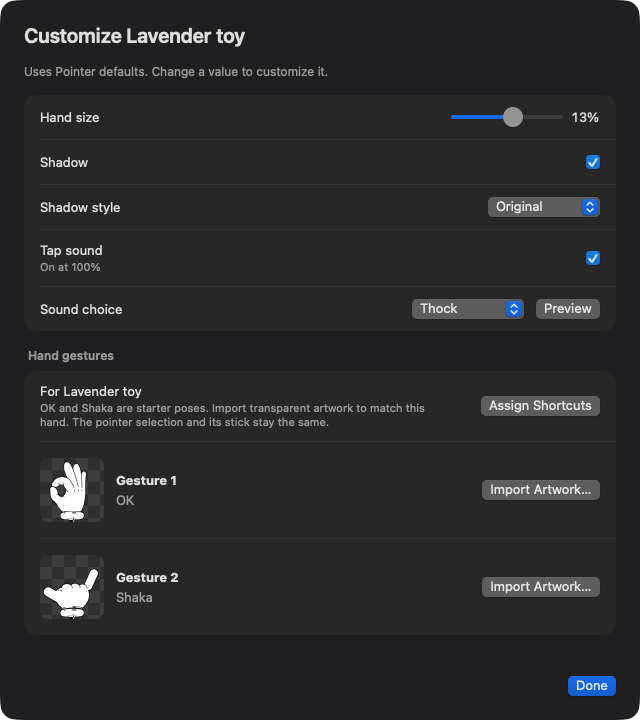 Customize Lavender toy
Uses Pointer defaults. Change a value to customize it.
Hand size
13%
Shadow
Shadow style
Original
Tap sound
On at 100%
Sound choice
Thock
Preview
Hand gestures
For Lavender toy
OK and Shaka are starter poses. Import transparent artwork to match this
hand. The pointer selection and its stick stay the same.
Assign Shortcuts
Gesture 1
OK
Import Artwork...
Gesture 2
Shaka
Import Artwork...
Done